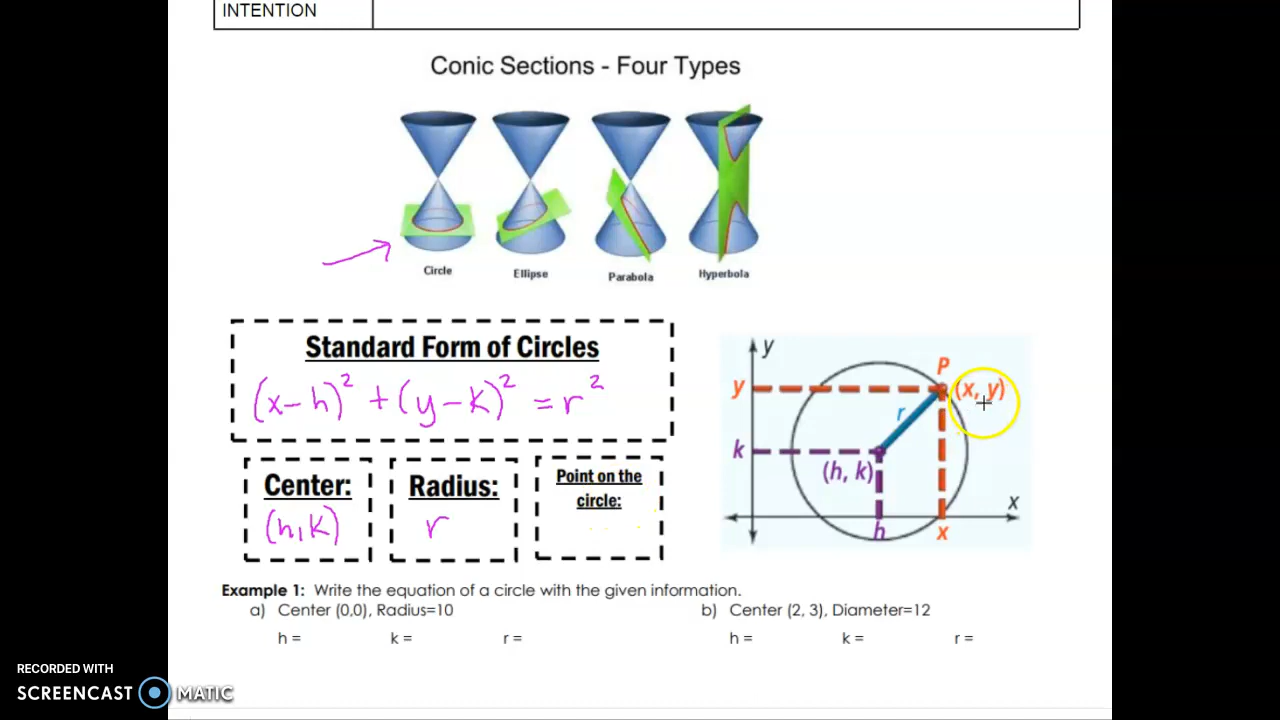 INTENTION
Conic Sections - Four Types
Circle
Ellipse
Parabola
Hyperbola
Standard Form of Circles
(x-h)² + (y-k)² = r²
Center:
(h,k)
Radius:
r
Point on the
circle:
y
P
y
(x, y)
r
k
(h, k)
x
h
x
Example 1: Write the equation of a circle with the given information.
a) Center (0,0), Radius=10
h = k = r =
b) Center (2, 3), Diameter=12
h = k = r =
RECORDED WITH
SCREENCAST MATIC